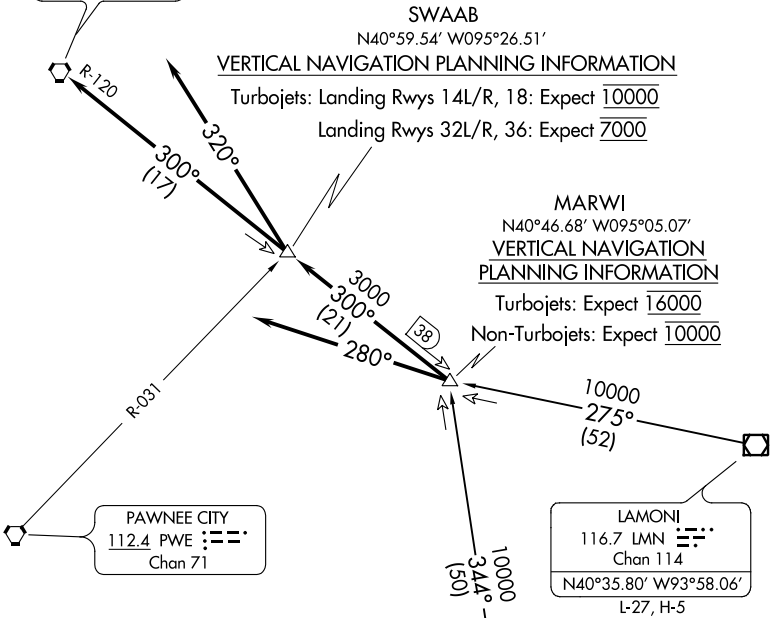 SWAAB
N40°59.54' W095°26.51'
VERTICAL NAVIGATION PLANNING INFORMATION
Turbojets: Landing Rwys 14L/R, 18: Expect 10000
Landing Rwys 32L/R, 36: Expect 7000
R-120
320°
300°
(17)
MARWI
N40°46.68' W095°05.07'
VERTICAL NAVIGATION
PLANNING INFORMATION
Turbojets: Expect 16000
Non-Turbojets: Expect 10000
3000
300°
(21)
38
280°
R-031
10000
275°
(52)
PAWNEE CITY
112.4 PWE
Chan 71
LAMONI
116.7 LMN
Chan 114
N40°35.80' W93°58.06'
L-27, H-5
10000
344°
(50)